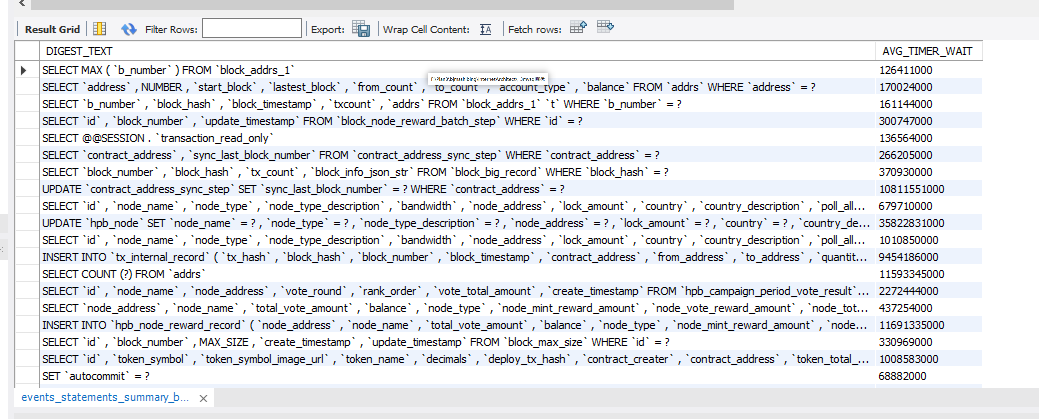 Result Grid Filter Rows: Export: Wrap Cell Content: Fetch rows:
DIGEST_TEXT AVG_TIMER_WAIT
SELECT MAX ( `b_number` ) FROM `block_addrs_1` 126411000
SELECT `address` , NUMBER , `start_block` , `lastest_block` , `from_count` , `to_count` , `account_type` , `balance` FROM `addrs` WHERE `address` = ? 170024000
SELECT `b_number` , `block_hash` , `block_timestamp` , `txcount` , `addrs` FROM `block_addrs_1` `t` WHERE `b_number` = ? 161144000
SELECT `id` , `block_number` , `update_timestamp` FROM `block_node_reward_batch_step` WHERE `id` = ? 300747000
SELECT @@SESSION . `transaction_read_only` 136564000
SELECT `contract_address` , `sync_last_block_number` FROM `contract_address_sync_step` WHERE `contract_address` = ? 266205000
SELECT `block_number` , `block_hash` , `tx_count` , `block_info_json_str` FROM `block_big_record` WHERE `block_hash` = ? 370930000
UPDATE `contract_address_sync_step` SET `sync_last_block_number` = ? WHERE `contract_address` = ? 10811551000
SELECT `id` , `node_name` , `node_type` , `node_type_description` , `bandwidth` , `node_address` , `lock_amount` , `country` , `country_description` , `poll_all... 679710000
UPDATE `hpb_node` SET `node_name` = ? , `node_type` = ? , `node_type_description` = ? , `node_address` = ? , `lock_amount` = ? , `country` = ? , `country_de... 35822831000
SELECT `id` , `node_name` , `node_type` , `node_type_description` , `bandwidth` , `node_address` , `lock_amount` , `country` , `country_description` , `poll_all... 1010850000
INSERT INTO `tx_internal_record` ( `tx_hash` , `block_hash` , `block_number` , `block_timestamp` , `contract_address` , `from_address` , `to_address` , `quantit... 9454186000
SELECT COUNT (?) FROM `addrs` 11593345000
SELECT `id` , `node_name` , `node_address` , `vote_round` , `rank_order` , `vote_total_amount` , `create_timestamp` FROM `hpb_campaign_period_vote_result`... 2272444000
SELECT `node_address` , `node_name` , `total_vote_amount` , `balance` , `node_type` , `node_mint_reward_amount` , `node_vote_reward_amount` , `node_tot... 437254000
INSERT INTO `hpb_node_reward_record` ( `node_address` , `node_name` , `total_vote_amount` , `balance` , `node_type` , `node_mint_reward_amount` , `node... 11691335000
SELECT `id` , `block_number` , MAX_SIZE , `create_timestamp` , `update_timestamp` FROM `block_max_size` WHERE `id` = ? 330969000
SELECT `id` , `token_symbol` , `token_symbol_image_url` , `token_name` , `decimals` , `deploy_tx_hash` , `contract_creater` , `contract_address` , `token_total_... 1008583000
SET `autocommit` = ? 68882000
events_statements_summary_b...